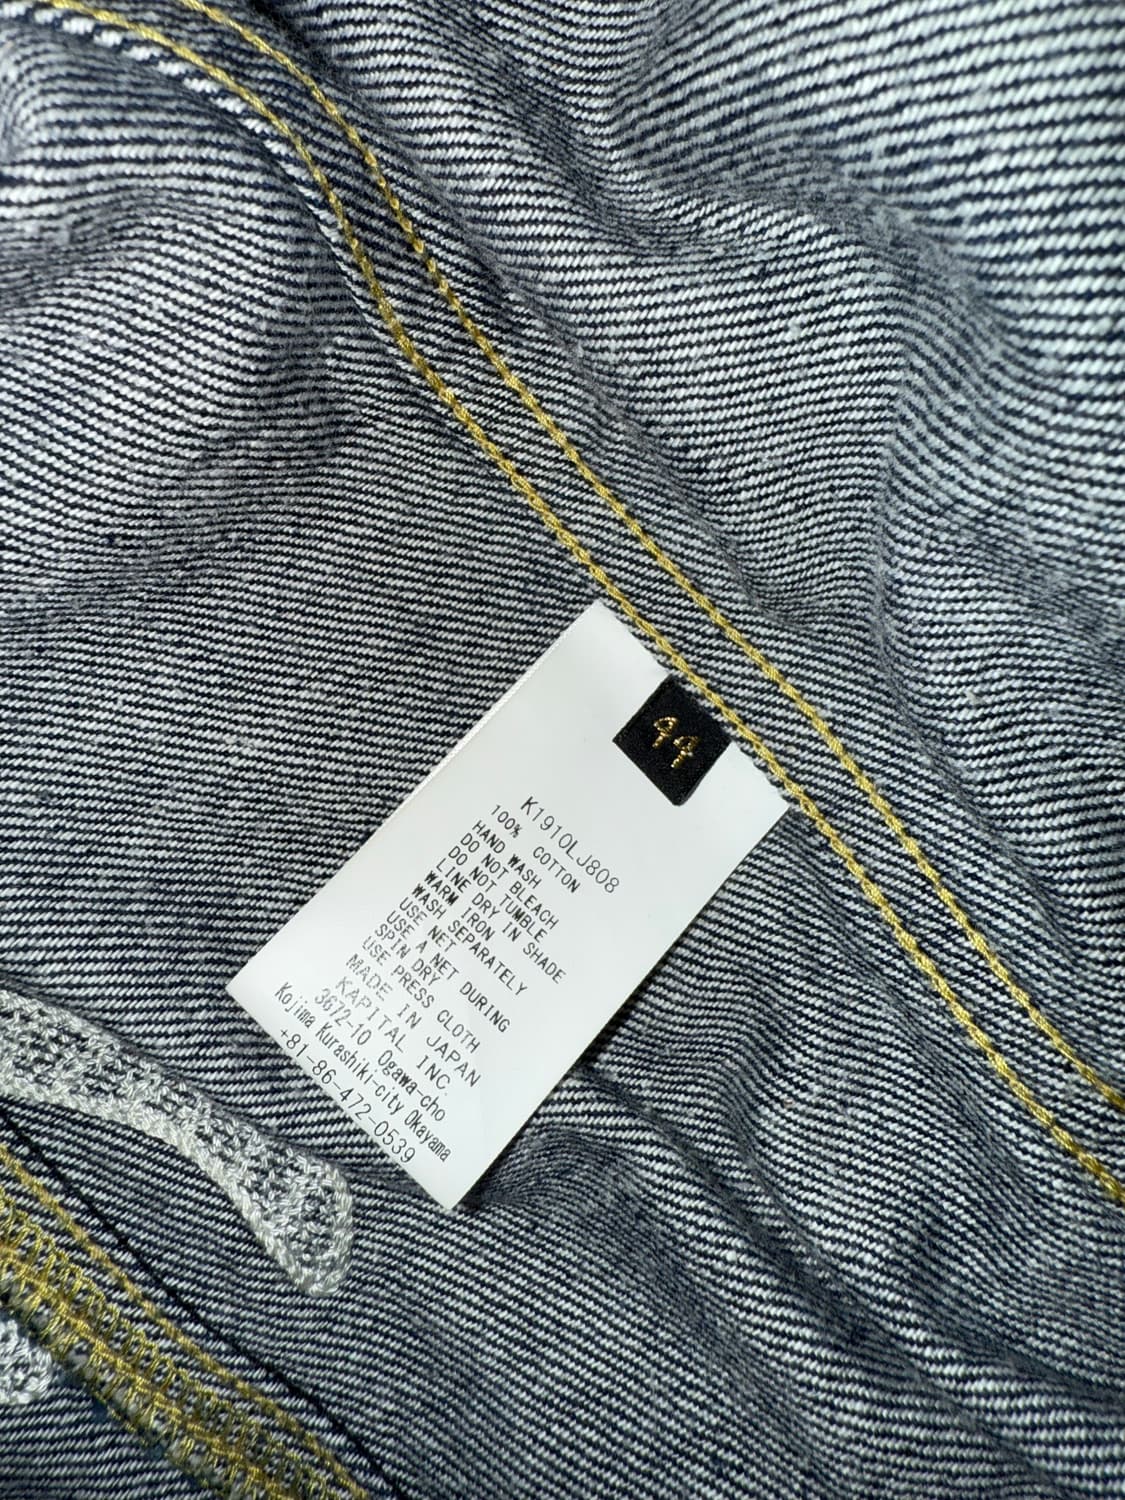 44
K1910LJ808
100% COTTON
HAND WASH
DO NOT BLEACH
DO NOT TUMBLE
LINE DRY IN SHADE
WARM IRON
WASH SEPARATELY
USE NET
USE A NET DURING
SPIN DRY
USE PRESS CLOTH
MADE IN JAPAN
KAPITAL INC.
3672-10 Ogawa-cho
Kojima Kurashiki-city Okayama
+81-86-472-0539